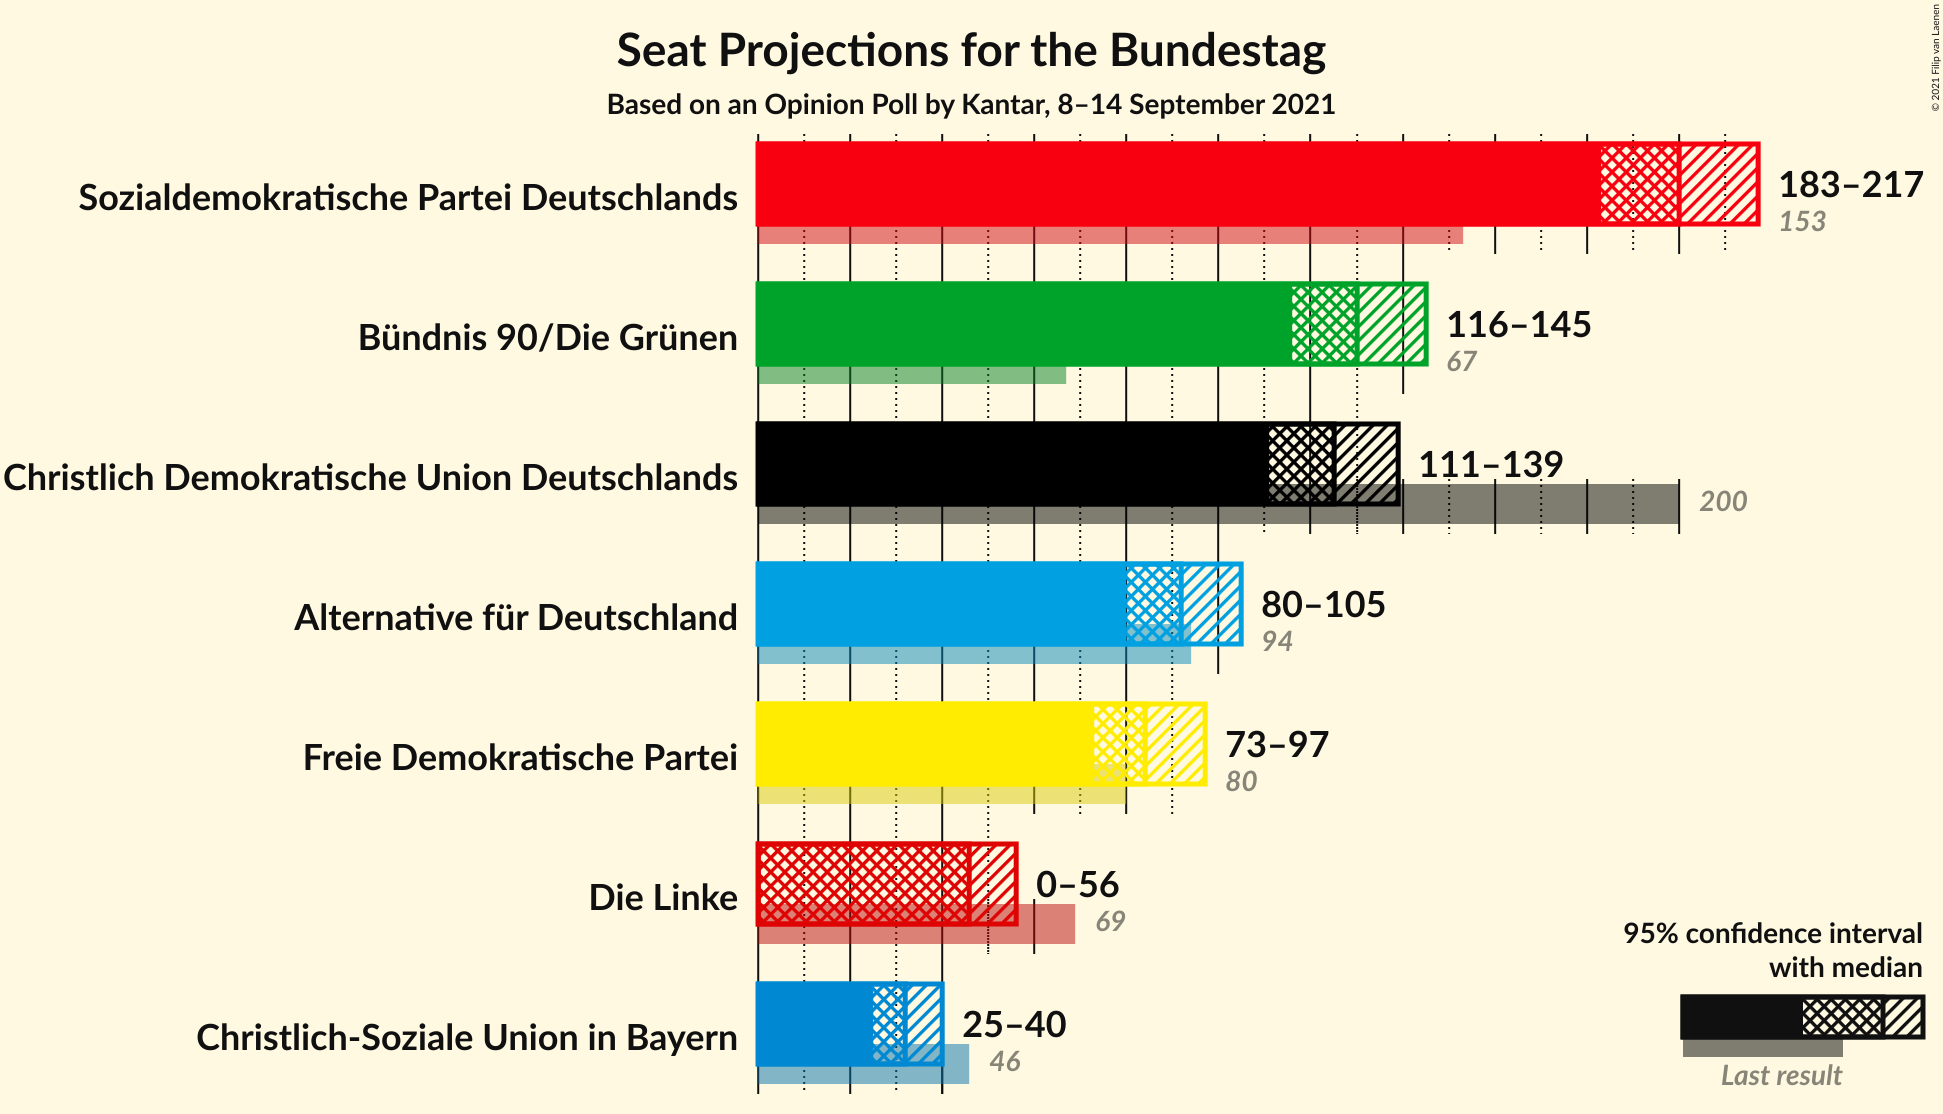 Seat Projections for the Bundestag
Based on an Opinion Poll by Kantar, 8–14 September 2021
© 2021 Filip van Laenen
Sozialdemokratische Partei Deutschlands
183–217
153
Bündnis 90/Die Grünen
116–145
67
Christlich Demokratische Union Deutschlands
111–139
200
Alternative für Deutschland
80–105
94
Freie Demokratische Partei
73–97
80
Die Linke
0–56
69
Christlich-Soziale Union in Bayern
25–40
46
95% confidence interval
with median
Last result